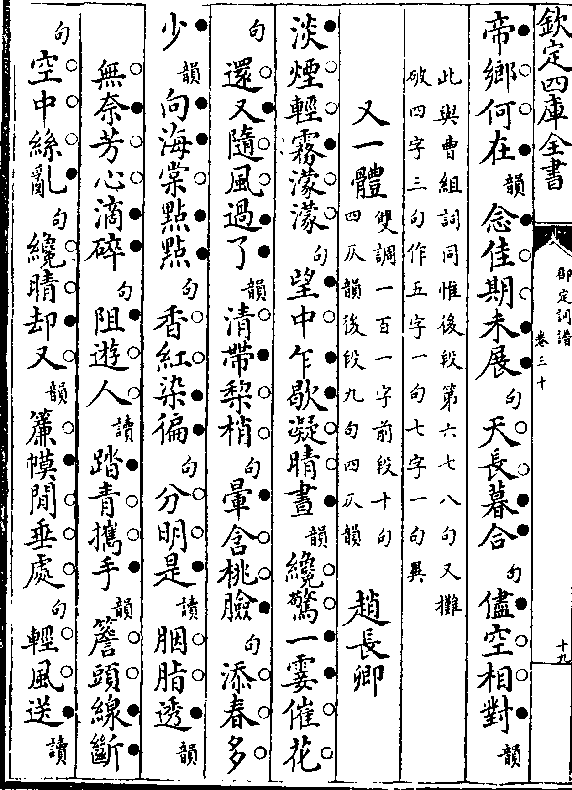 欽定四庫全書
御定詞譜
卷三十
十九
帝鄉何在韻念佳期未展句天長暮合句儘空相對韻
此與曹組詞同惟後段第六七八句又攤
破四字三句作五字一句七字一句異
又一體
雙調一百一字前段十句
四仄韻後段九句四仄韻
趙長卿
淡煙輕霧濛濛句望中乍歇凝晴晝韻纔驚一霎催花
句還又隨風過了韻清帶梨梢句暈含桃臉句添春多
少韻向海棠點點句香紅染徧句分明是讀胭脂透韻
無奈芳心滴碎句阻遊人讀踏青攜手韻簷頭線斷
句空中絲亂句纔晴却又韻簾幙閒垂處句輕風送讀